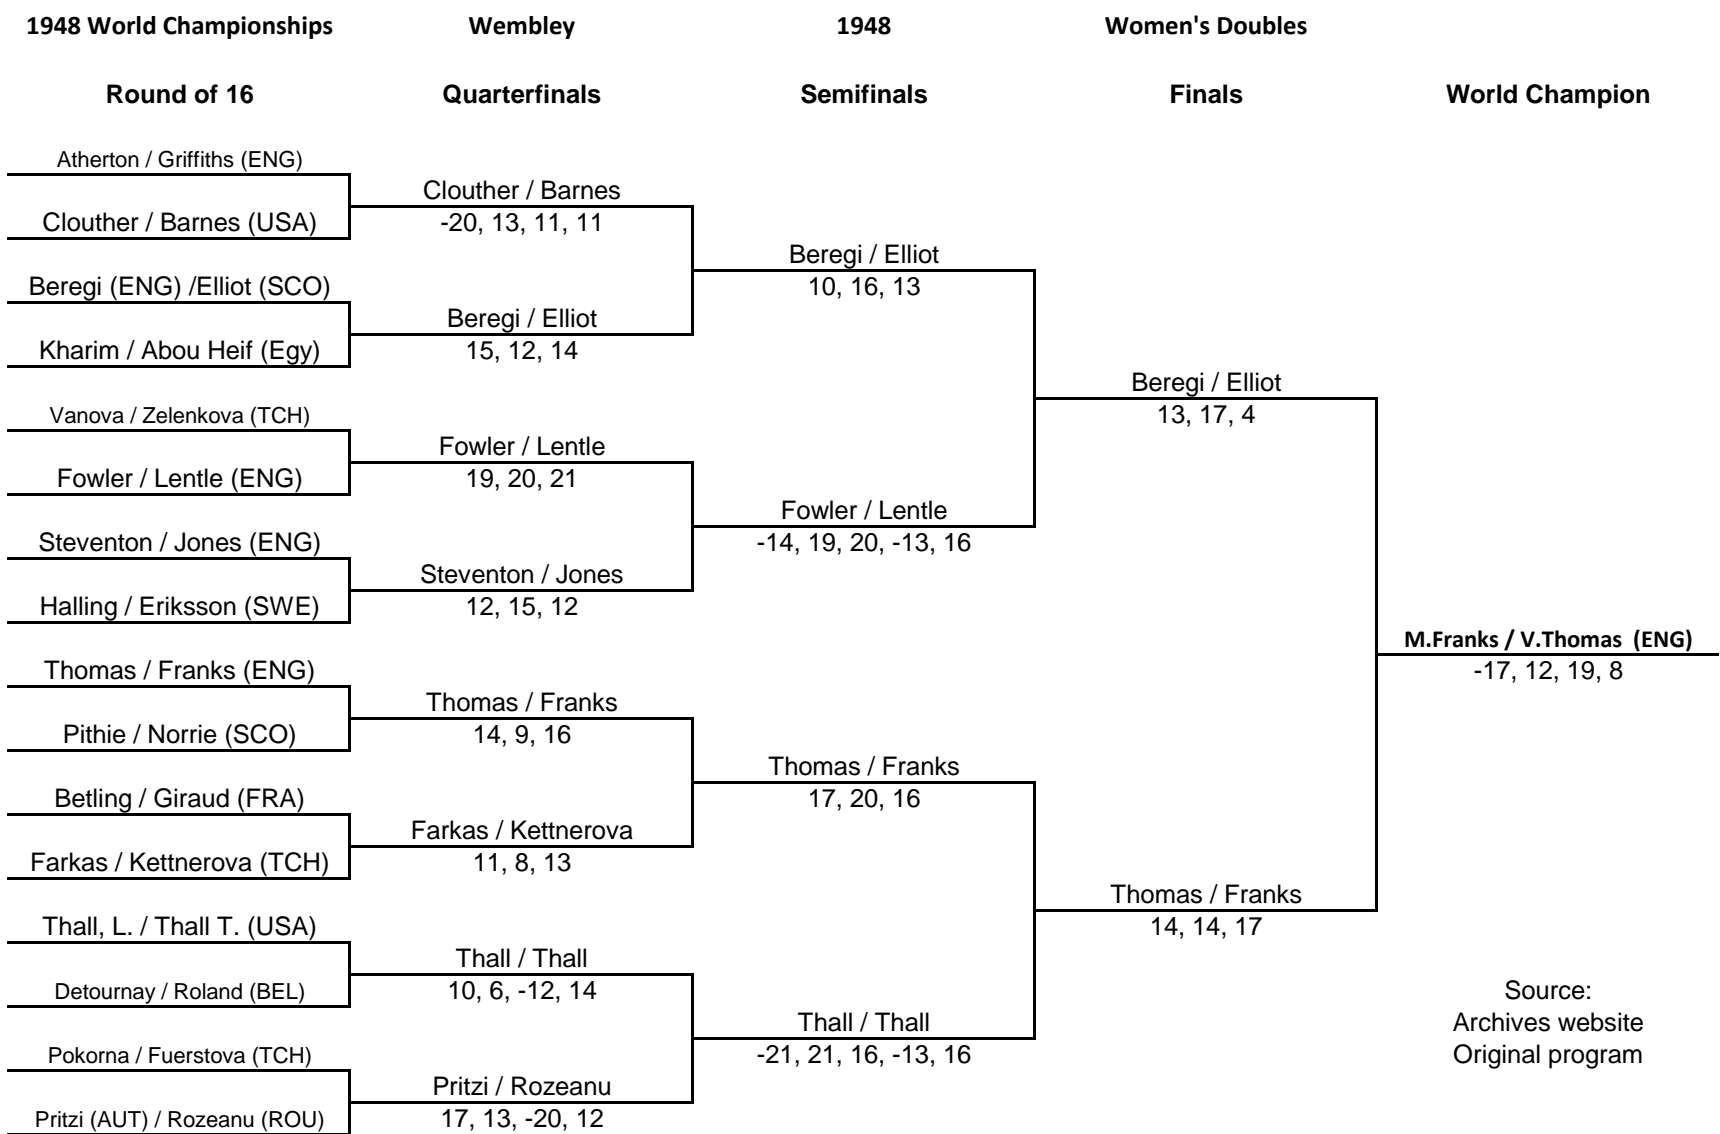 1948 World Championships Wembley 1948 Women's Doubles
Round of 16 Quarterfinals Semifinals Finals World Champion
Atherton / Griffiths (ENG)
Clouther / Barnes (USA)
Beregi (ENG) /Elliot (SCO)
Kharim / Abou Heif (Egy)
Vanova / Zelenkova (TCH)
Fowler / Lentle (ENG)
Steventon / Jones (ENG)
Halling / Eriksson (SWE)
Thomas / Franks (ENG)
Pithie / Norrie (SCO)
Betling / Giraud (FRA)
Farkas / Kettnerova (TCH)
Thall, L. / Thall T. (USA)
Detournay / Roland (BEL)
Pokorna / Fuerstova (TCH)
Pritzi (AUT) / Rozeanu (ROU)
Clouther / Barnes
-20, 13, 11, 11
Beregi / Elliot
15, 12, 14
Fowler / Lentle
19, 20, 21
Steventon / Jones
12, 15, 12
Thomas / Franks
14, 9, 16
Farkas / Kettnerova
11, 8, 13
Thall / Thall
10, 6, -12, 14
Pritzi / Rozeanu
17, 13, -20, 12
Beregi / Elliot
10, 16, 13
Fowler / Lentle
-14, 19, 20, -13, 16
Thomas / Franks
17, 20, 16
Thall / Thall
-21, 21, 16, -13, 16
Beregi / Elliot
13, 17, 4
Thomas / Franks
14, 14, 17
M.Franks / V.Thomas (ENG)
-17, 12, 19, 8
Source:
Archives website
Original program